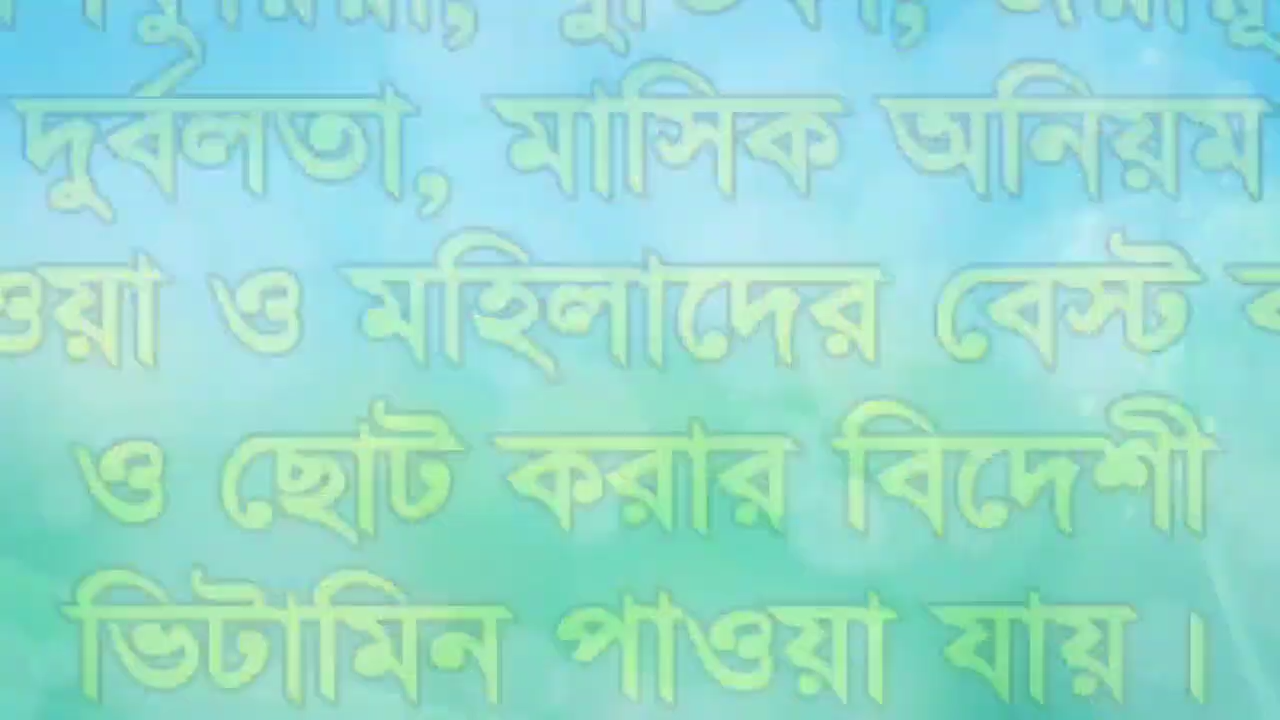 দুর্বলতা, মাসিক অনিয়ম
ও মহিলাদের বেস্ট
ও ছোট করার বিদেশী
ভিটামিন পাওয়া যায় ।